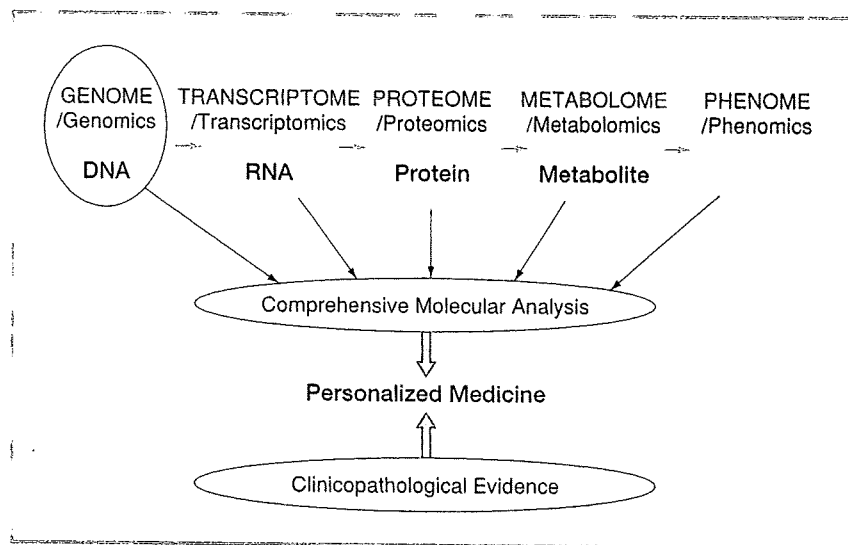 GENOME TRANSCRIPTOME PROTEOME METABOLOME PHENOME
/Genomics /Transcriptomics /Proteomics /Metabolomics /Phenomics
DNA RNA Protein Metabolite
Comprehensive Molecular Analysis
Personalized Medicine
Clinicopathological Evidence